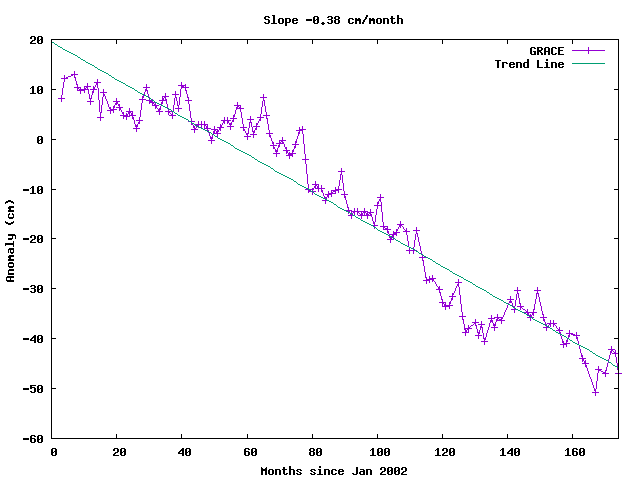 Slope -0.38 cm/month
GRACE
Trend Line
20
10
0
-10
-20
-30
-40
-50
-60
Anomaly (cm)
0 20 40 60 80 100 120 140 160
Months since Jan 2002